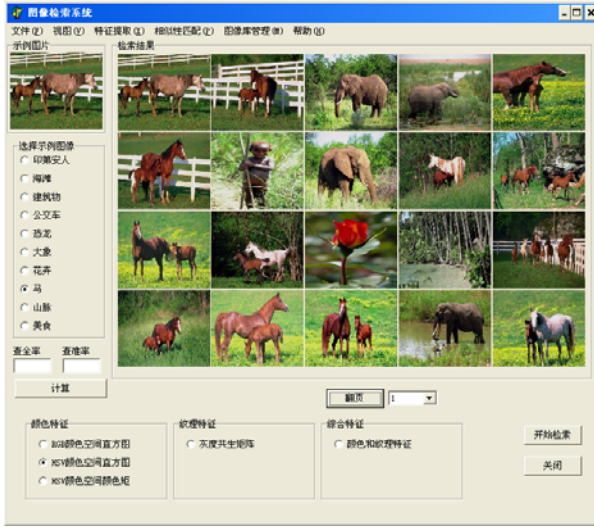 图像检索系统
文件(F) 视图(V) 特征提取(X) 相似性匹配(P) 图像库管理(M) 帮助(H)
示例图片
检索结果
选择示例图像
印第安人
海滩
建筑物
公交车
恐龙
大象
花卉
马
山脉
美食
查全率 查准率
计算
翻页 1
颜色特征
RGB颜色空间直方图
HSV颜色空间直方图
HSV颜色空间颜色矩
纹理特征
灰度共生矩阵
综合特征
颜色和纹理特征
开始检索
关闭